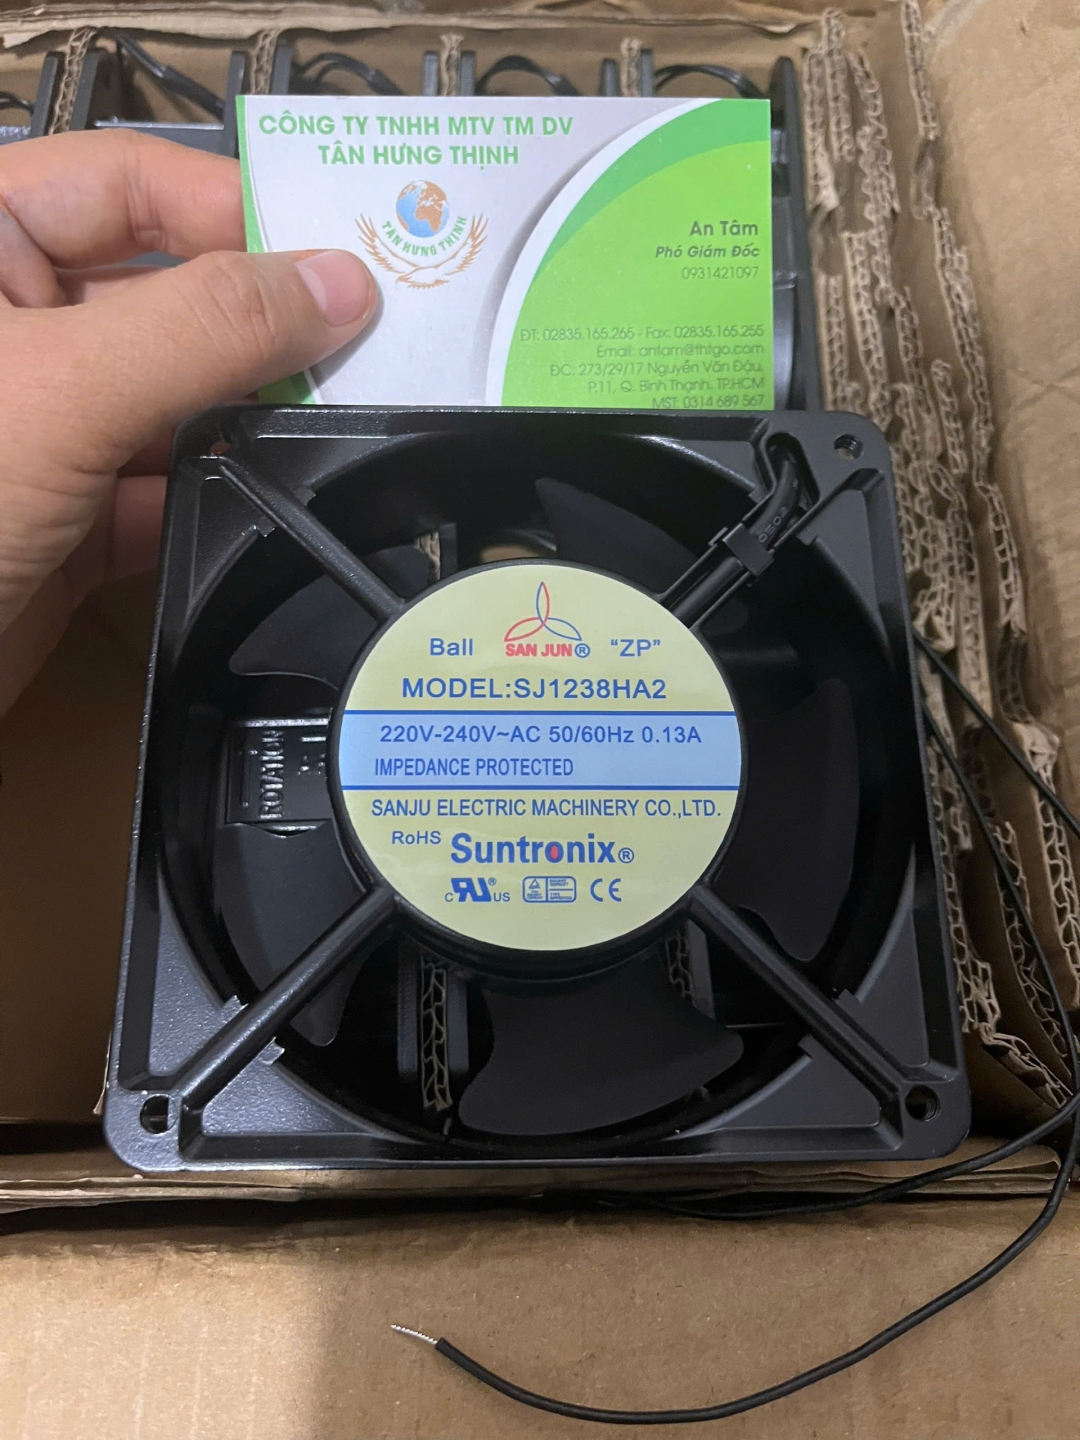 CÔNG TY TNHH MTV TM DV
TÂN HƯNG THỊNH
TÂN HƯNG THỊNH
An Tâm
Phó Giám Đốc
0931421097
ĐT: 02835.165.265 - Fax: 02835.165.255
Email: antam@thtgo.com
ĐC: 273/29/17 Nguyễn Văn Đậu,
P.11, Q. Bình Thạnh, TP.HCM
MST: 0314 689 567
Ball SAN JUN® "ZP"
MODEL:SJ1238HA2
220V-240V~AC 50/60Hz 0.13A
IMPEDANCE PROTECTED
SANJU ELECTRIC MACHINERY CO.,LTD.
RoHS Suntronix®
c RU® US CE
ROTATION